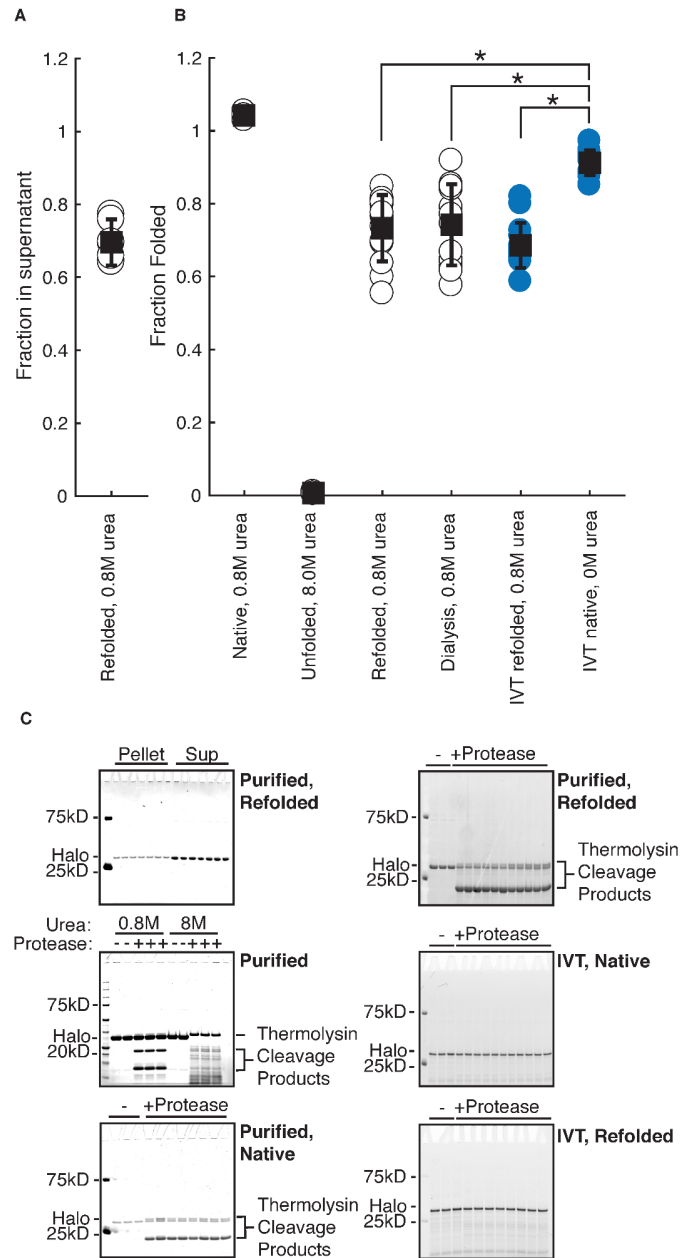 A
B
1.2
1
0.8
0.6
0.4
0.2
0
Fraction in supernatant
Refolded, 0.8M urea
1.2
1
0.8
0.6
0.4
0.2
0
Fraction Folded
*
*
*
Native, 0.8M urea
Unfolded, 8.0M urea
Refolded, 0.8M urea
Dialysis, 0.8M urea
IVT refolded, 0.8M urea
IVT native, 0M urea
C
Pellet Sup
Purified,
Refolded
75kD
Halo
25kD
- +Protease
Purified,
Refolded
75kD
Halo
25kD
Thermolysin
Cleavage
Products
Urea: 0.8M 8M
Protease: - - + + + - - + + +
Purified
75kD
Halo
20kD
Thermolysin
Cleavage
Products
- +Protease
IVT, Native
75kD
Halo
25kD
- +Protease
Purified,
Native
75kD
Halo
25kD
Thermolysin
Cleavage
Products
- +Protease
IVT, Refolded
75kD
Halo
25kD